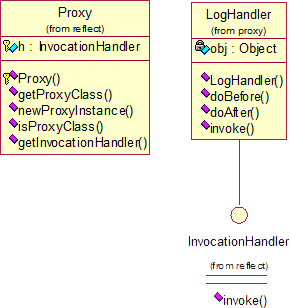 Proxy
(from reflect)
h : InvocationHandler
Proxy()
getProxyClass()
newProxyInstance()
isProxyClass()
getInvocationHandler()
LogHandler
(from proxy)
obj : Object
LogHandler()
doBefore()
doAfter()
invoke()
InvocationHandler
(from reflect)
invoke()